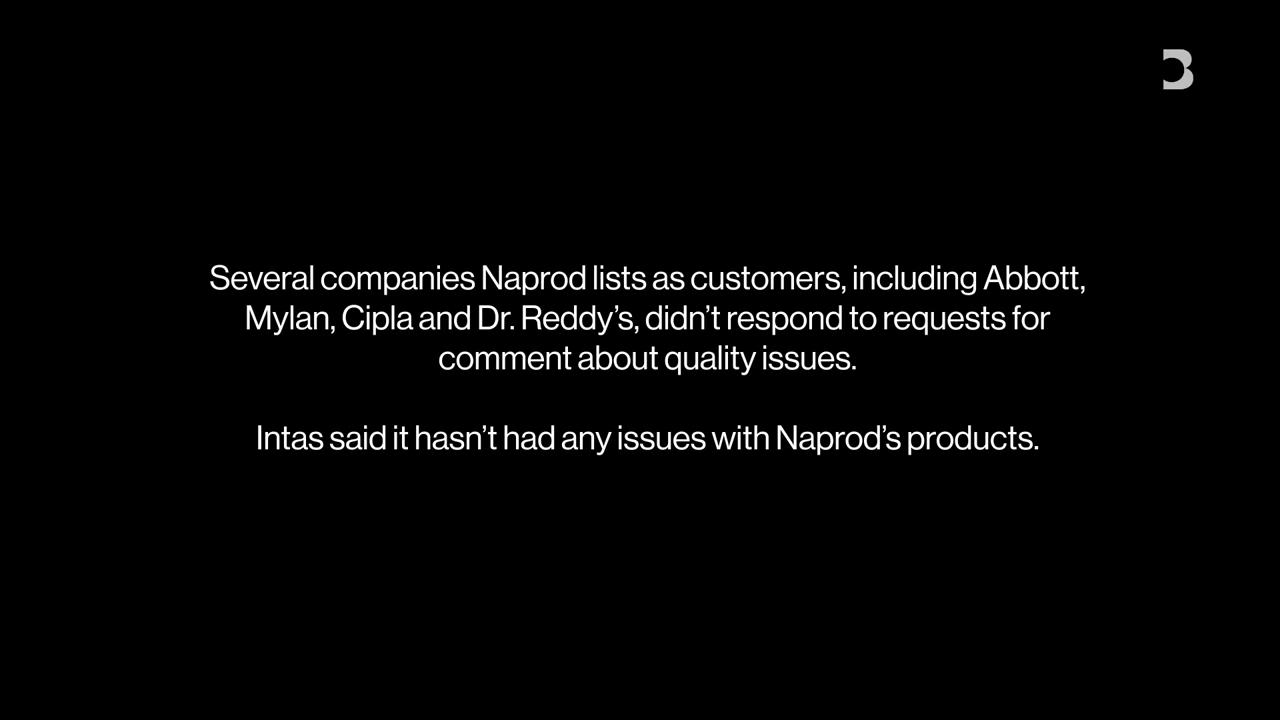 Several companies Naprod lists as customers, including Abbott,
Mylan, Cipla and Dr. Reddy’s, didn’t respond to requests for
comment about quality issues.
Intas said it hasn’t had any issues with Naprod’s products.